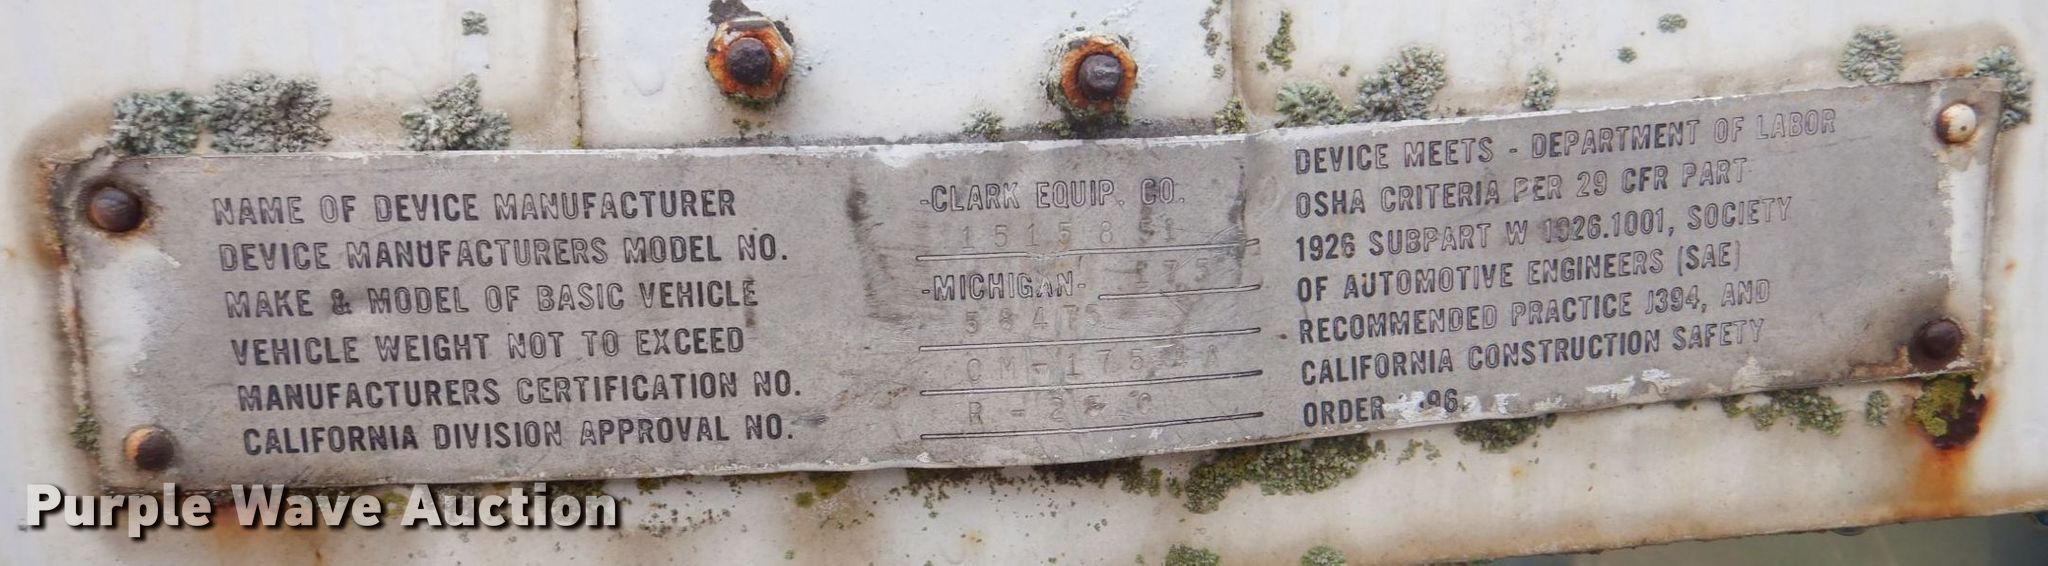 NAME OF DEVICE MANUFACTURER -CLARK EQUIP. CO.
DEVICE MANUFACTURERS MODEL NO. 1515851
MAKE & MODEL OF BASIC VEHICLE -MICHIGAN- 175
VEHICLE WEIGHT NOT TO EXCEED 58475
MANUFACTURERS CERTIFICATION NO.
CALIFORNIA DIVISION APPROVAL NO.
DEVICE MEETS - DEPARTMENT OF LABOR
OSHA CRITERIA PER 29 CFR PART
1926 SUBPART W 1926.1001, SOCIETY
OF AUTOMOTIVE ENGINEERS (SAE)
RECOMMENDED PRACTICE J394, AND
CALIFORNIA CONSTRUCTION SAFETY
ORDER
Purple Wave Auction